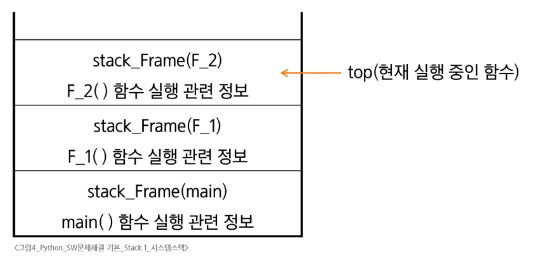 stack_Frame(F_2)
F_2( ) 함수 실행 관련 정보
top(현재 실행 중인 함수)
stack_Frame(F_1)
F_1( ) 함수 실행 관련 정보
stack_Frame(main)
main( ) 함수 실행 관련 정보
<그림4_Python_SW문제해결 기본_Stack 1_시스템스택>